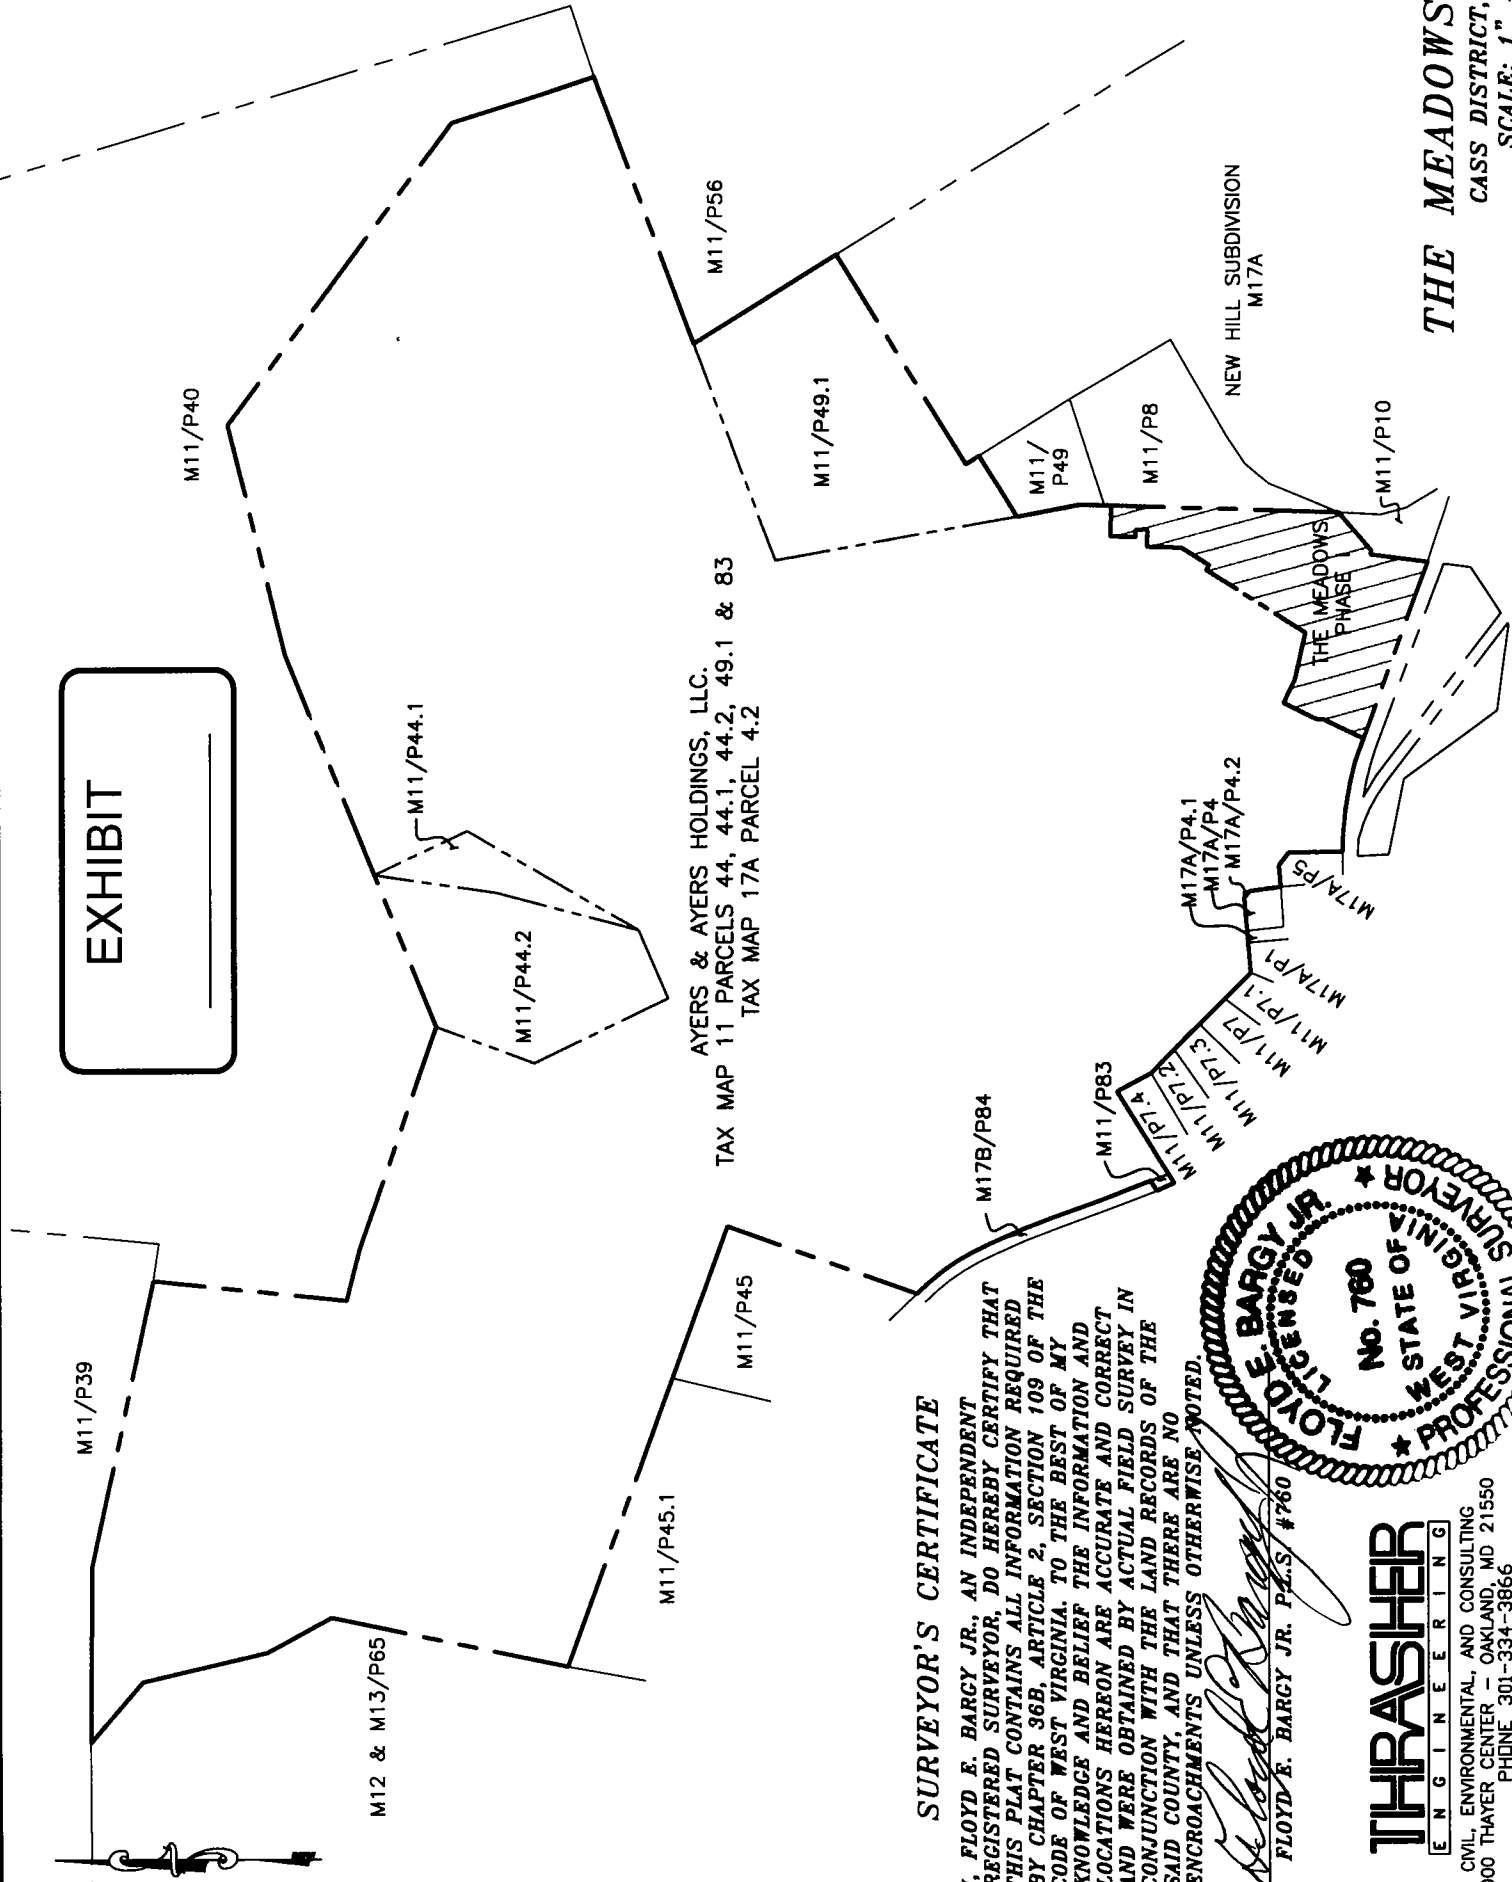 EXHIBIT
M11/P39
M11/P40
M12 & M13/P65
M11/P44.1
M11/P44.2
M11/P56
AYERS & AYERS HOLDINGS, LLC.
TAX MAP 11 PARCELS 44, 44.1, 44.2, 49.1 & 83
TAX MAP 17A PARCEL 4.2
M11/P45
M11/P45.1
M11/P49.1
M11/
P49
M11/P8
NEW HILL SUBDIVISION
M17A
M11/P10
THE MEADOWS
PHASE I
M17B/P84
M11/P83
M11/P7.4
M11/P7.2
M11/P7.3
M11/P7
M11/P7.1
M17A/P1
M17A/P4.1
M17A/P4
M17A/P4.2
M17A/P5
THE MEADOWS
CASS DISTRICT,
SCALE: 1"
SURVEYOR'S CERTIFICATE
, FLOYD E. BARGY JR., AN INDEPENDENT
REGISTERED SURVEYOR, DO HEREBY CERTIFY THAT
THIS PLAT CONTAINS ALL INFORMATION REQUIRED
BY CHAPTER 36B, ARTICLE 2, SECTION 109 OF THE
CODE OF WEST VIRGINIA. TO THE BEST OF MY
KNOWLEDGE AND BELIEF THE INFORMATION AND
LOCATIONS HEREON ARE ACCURATE AND CORRECT
AND WERE OBTAINED BY ACTUAL FIELD SURVEY IN
CONJUNCTION WITH THE LAND RECORDS OF THE
SAID COUNTY, AND THAT THERE ARE NO
ENCROACHMENTS UNLESS OTHERWISE NOTED.
Floyd E Bargy Jr
FLOYD E. BARGY JR. P.L.S. #760
FLOYD E. BARGY JR.
LICENSED
No. 760
STATE OF
WEST VIRGINIA
★ PROFESSIONAL SURVEYOR ★
THRASHER
ENGINEERING
CIVIL, ENVIRONMENTAL, AND CONSULTING
00 THAYER CENTER - OAKLAND, MD 21550
PHONE 301-334-3866